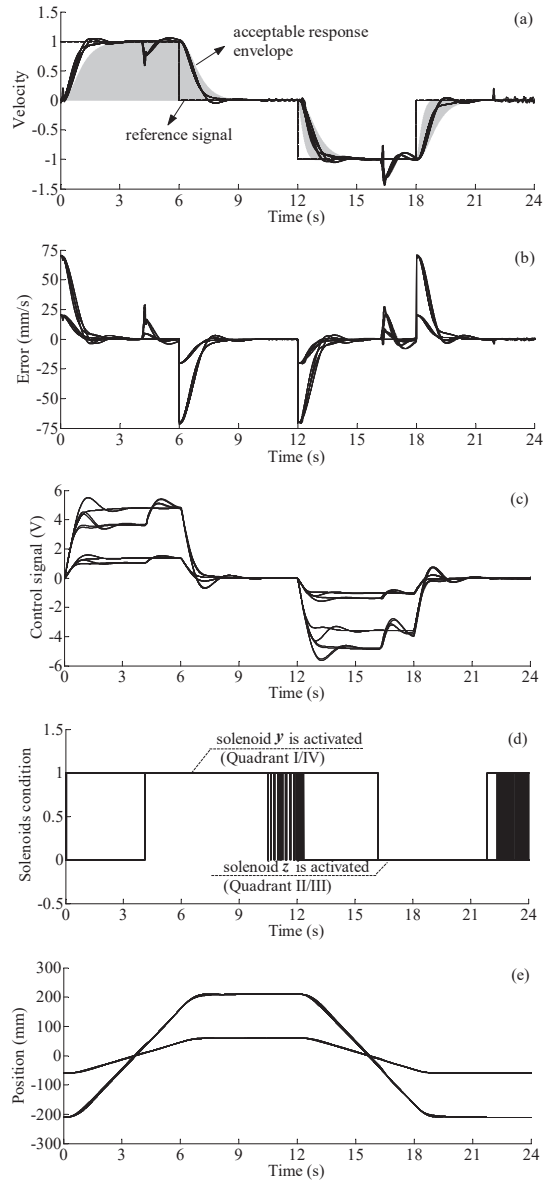 1.5
(a)
acceptable response
envelope
1
0.5
0
-0.5
-1
-1.5
Velocity
reference signal
0 3 6 9 12 15 18 21 24
Time (s)
75
(b)
50
25
0
-25
-50
-75
Error (mm/s)
0 3 6 9 12 15 18 21 24
Time (s)
6
(c)
4
2
0
-2
-4
-6
Control signal (V)
0 3 6 9 12 15 18 21 24
Time (s)
1.5
(d)
solenoid y is activated
(Quadrant I/IV)
1
0.5
0
-0.5
Solenoids condition
solenoid z is activated
(Quadrant II/III)
0 3 6 9 12 15 18 21 24
Time (s)
300
(e)
200
100
0
-100
-200
-300
Position (mm)
0 3 6 9 12 15 18 21 24
Time (s)